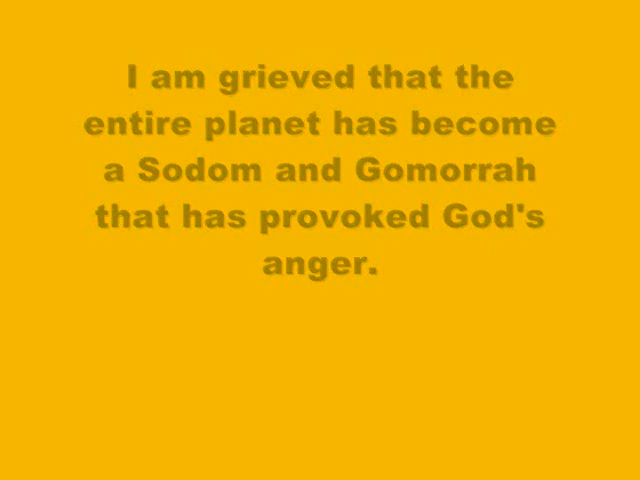 I am grieved that the
entire planet has become
a Sodom and Gomorrah
that has provoked God's
anger.